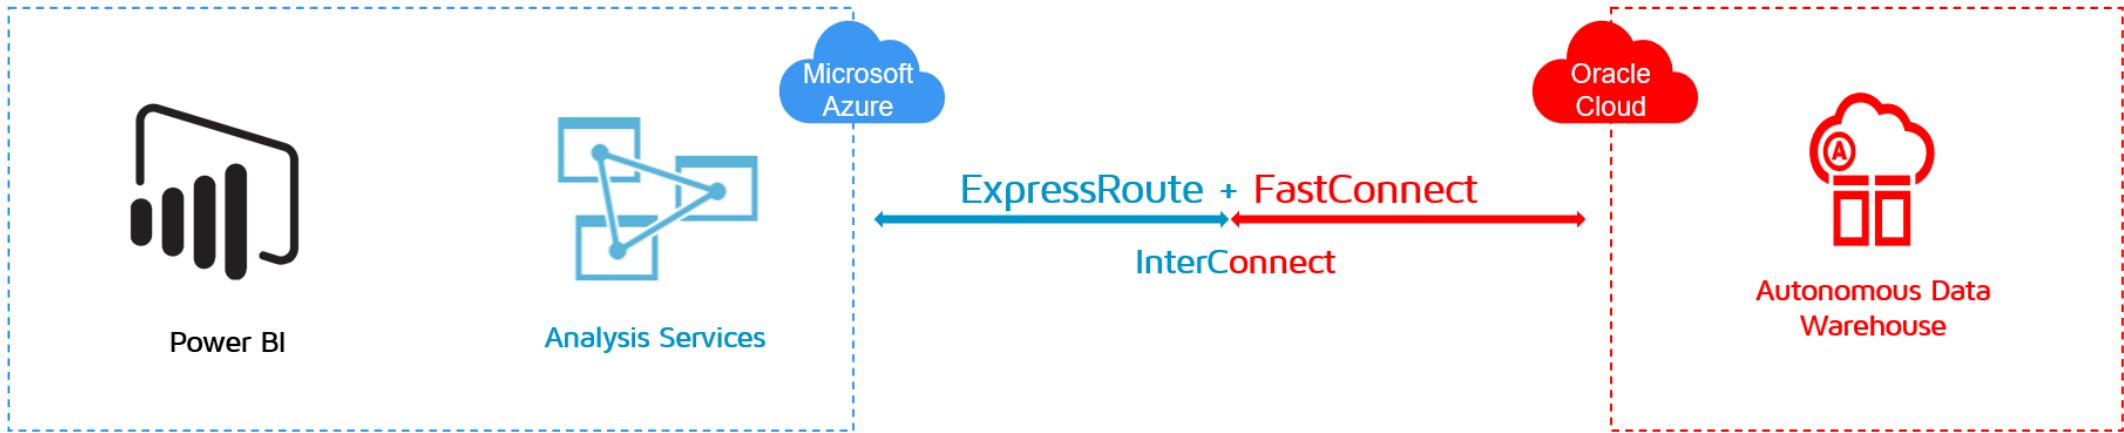 Microsoft
Azure
Oracle
Cloud
A
ExpressRoute + FastConnect
InterConnect
Power BI
Analysis Services
Autonomous Data
Warehouse